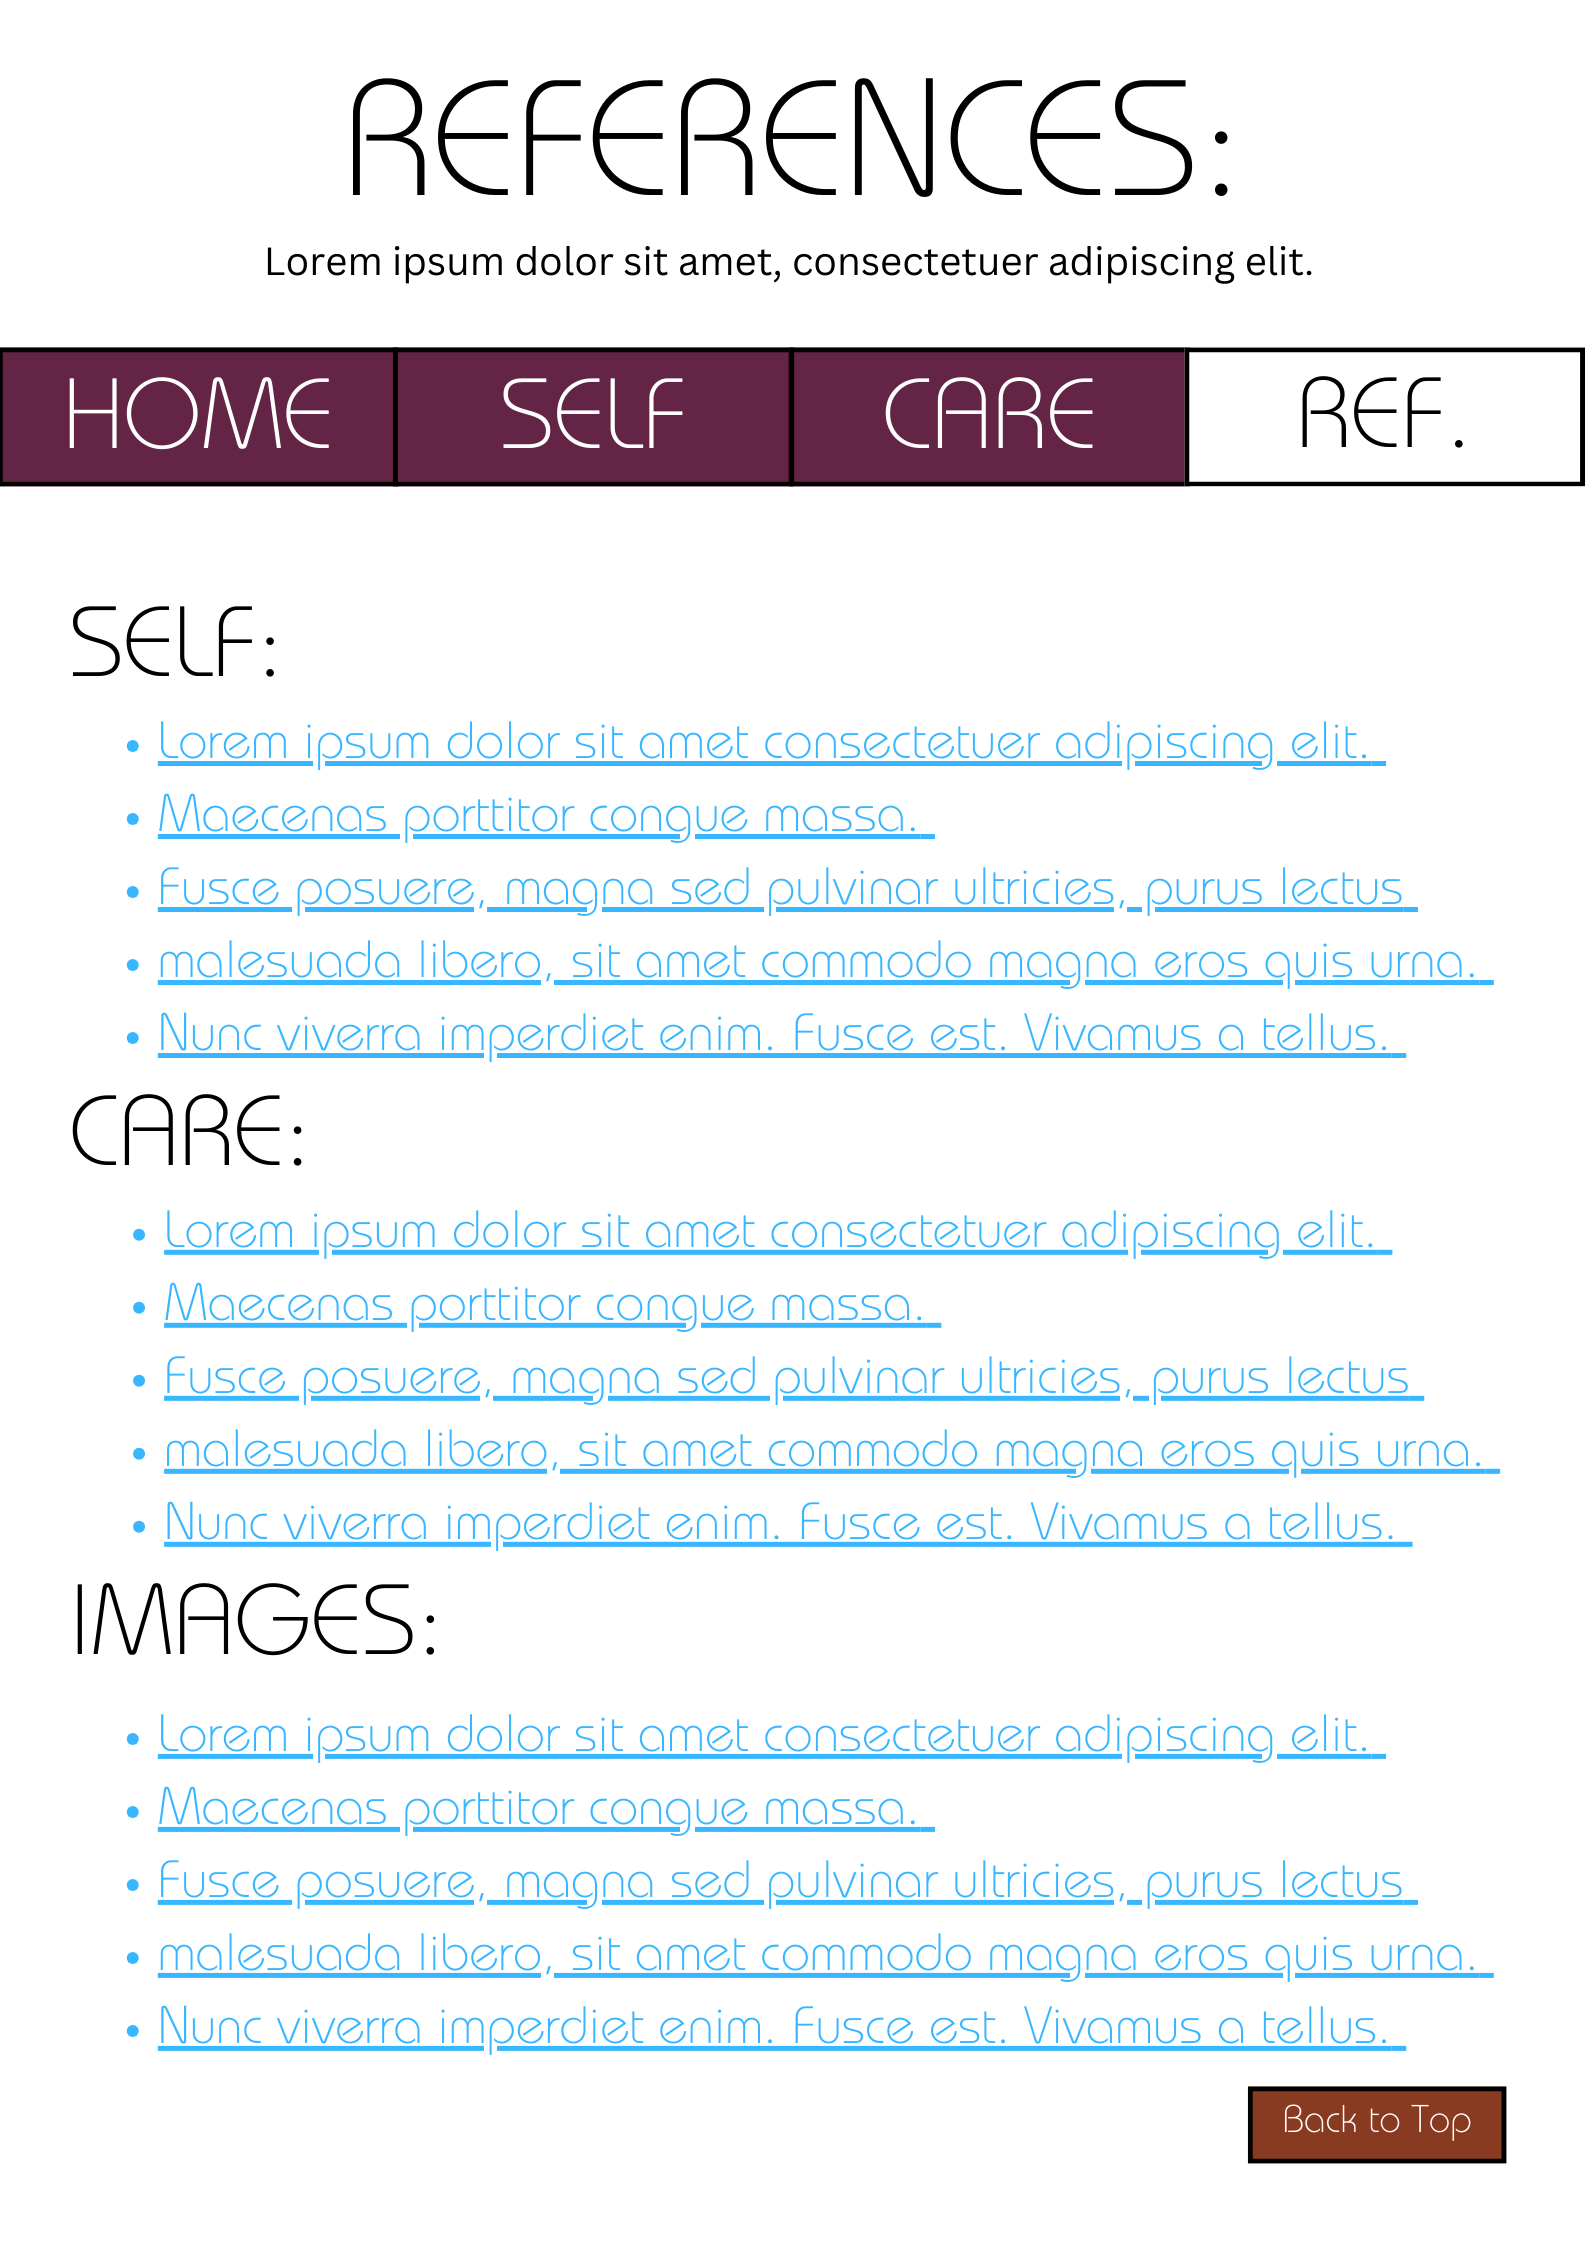 REFERENCES:
Lorem ipsum dolor sit amet, consectetuer adipiscing elit.
HOME SELF CARE REF.
SELF:
• Lorem ipsum dolor sit amet consectetuer adipiscing elit.
• Maecenas porttitor congue massa.
• Fusce posuere, magna sed pulvinar ultricies, purus lectus
• malesuada libero, sit amet commodo magna eros quis urna.
• Nunc viverra imperdiet enim. Fusce est. Vivamus a tellus.
CARE:
• Lorem ipsum dolor sit amet consectetuer adipiscing elit.
• Maecenas porttitor congue massa.
• Fusce posuere, magna sed pulvinar ultricies, purus lectus
• malesuada libero, sit amet commodo magna eros quis urna.
• Nunc viverra imperdiet enim. Fusce est. Vivamus a tellus.
IMAGES:
• Lorem ipsum dolor sit amet consectetuer adipiscing elit.
• Maecenas porttitor congue massa.
• Fusce posuere, magna sed pulvinar ultricies, purus lectus
• malesuada libero, sit amet commodo magna eros quis urna.
• Nunc viverra imperdiet enim. Fusce est. Vivamus a tellus.
Back to Top